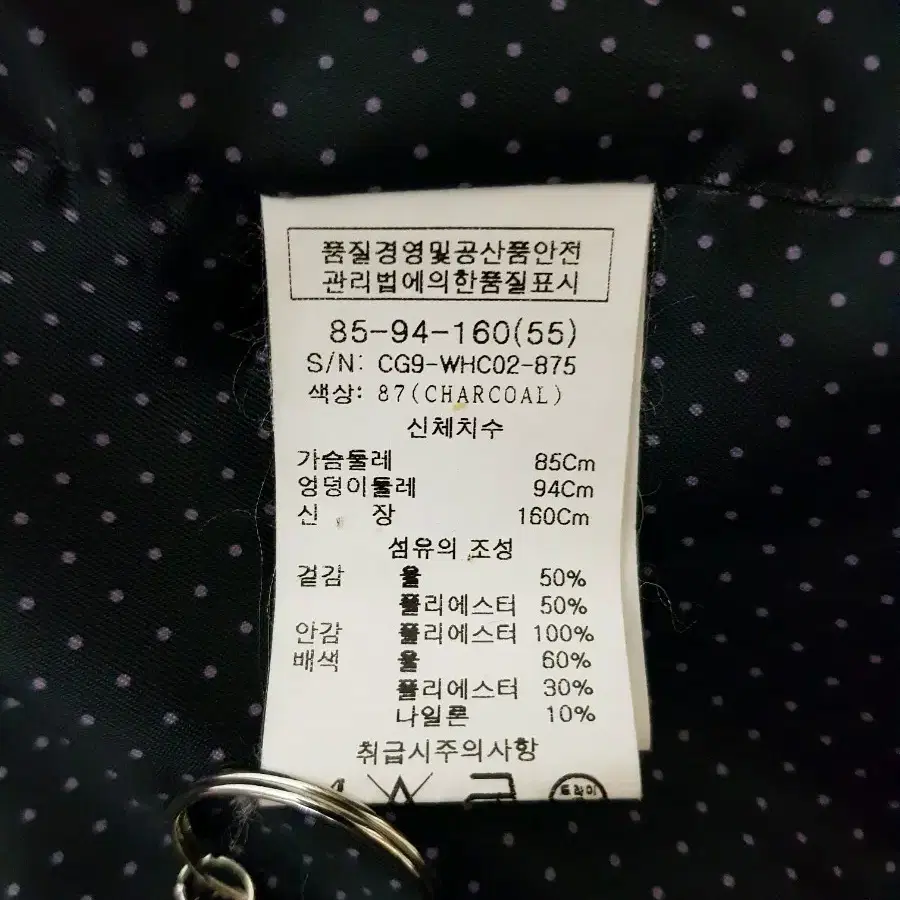 품질경영및공산품안전
관리법에의한품질표시
85-94-160(55)
S/N: CG9-WHC02-875
색상: 87(CHARCOAL)
신체치수
가슴둘레 85Cm
엉덩이둘레 94Cm
신 장 160Cm
섬유의 조성
겉감 울 50%
폴리에스터 50%
안감 폴리에스터 100%
배색 울 60%
폴리에스터 30%
나일론 10%
취급시주의사항
드라이